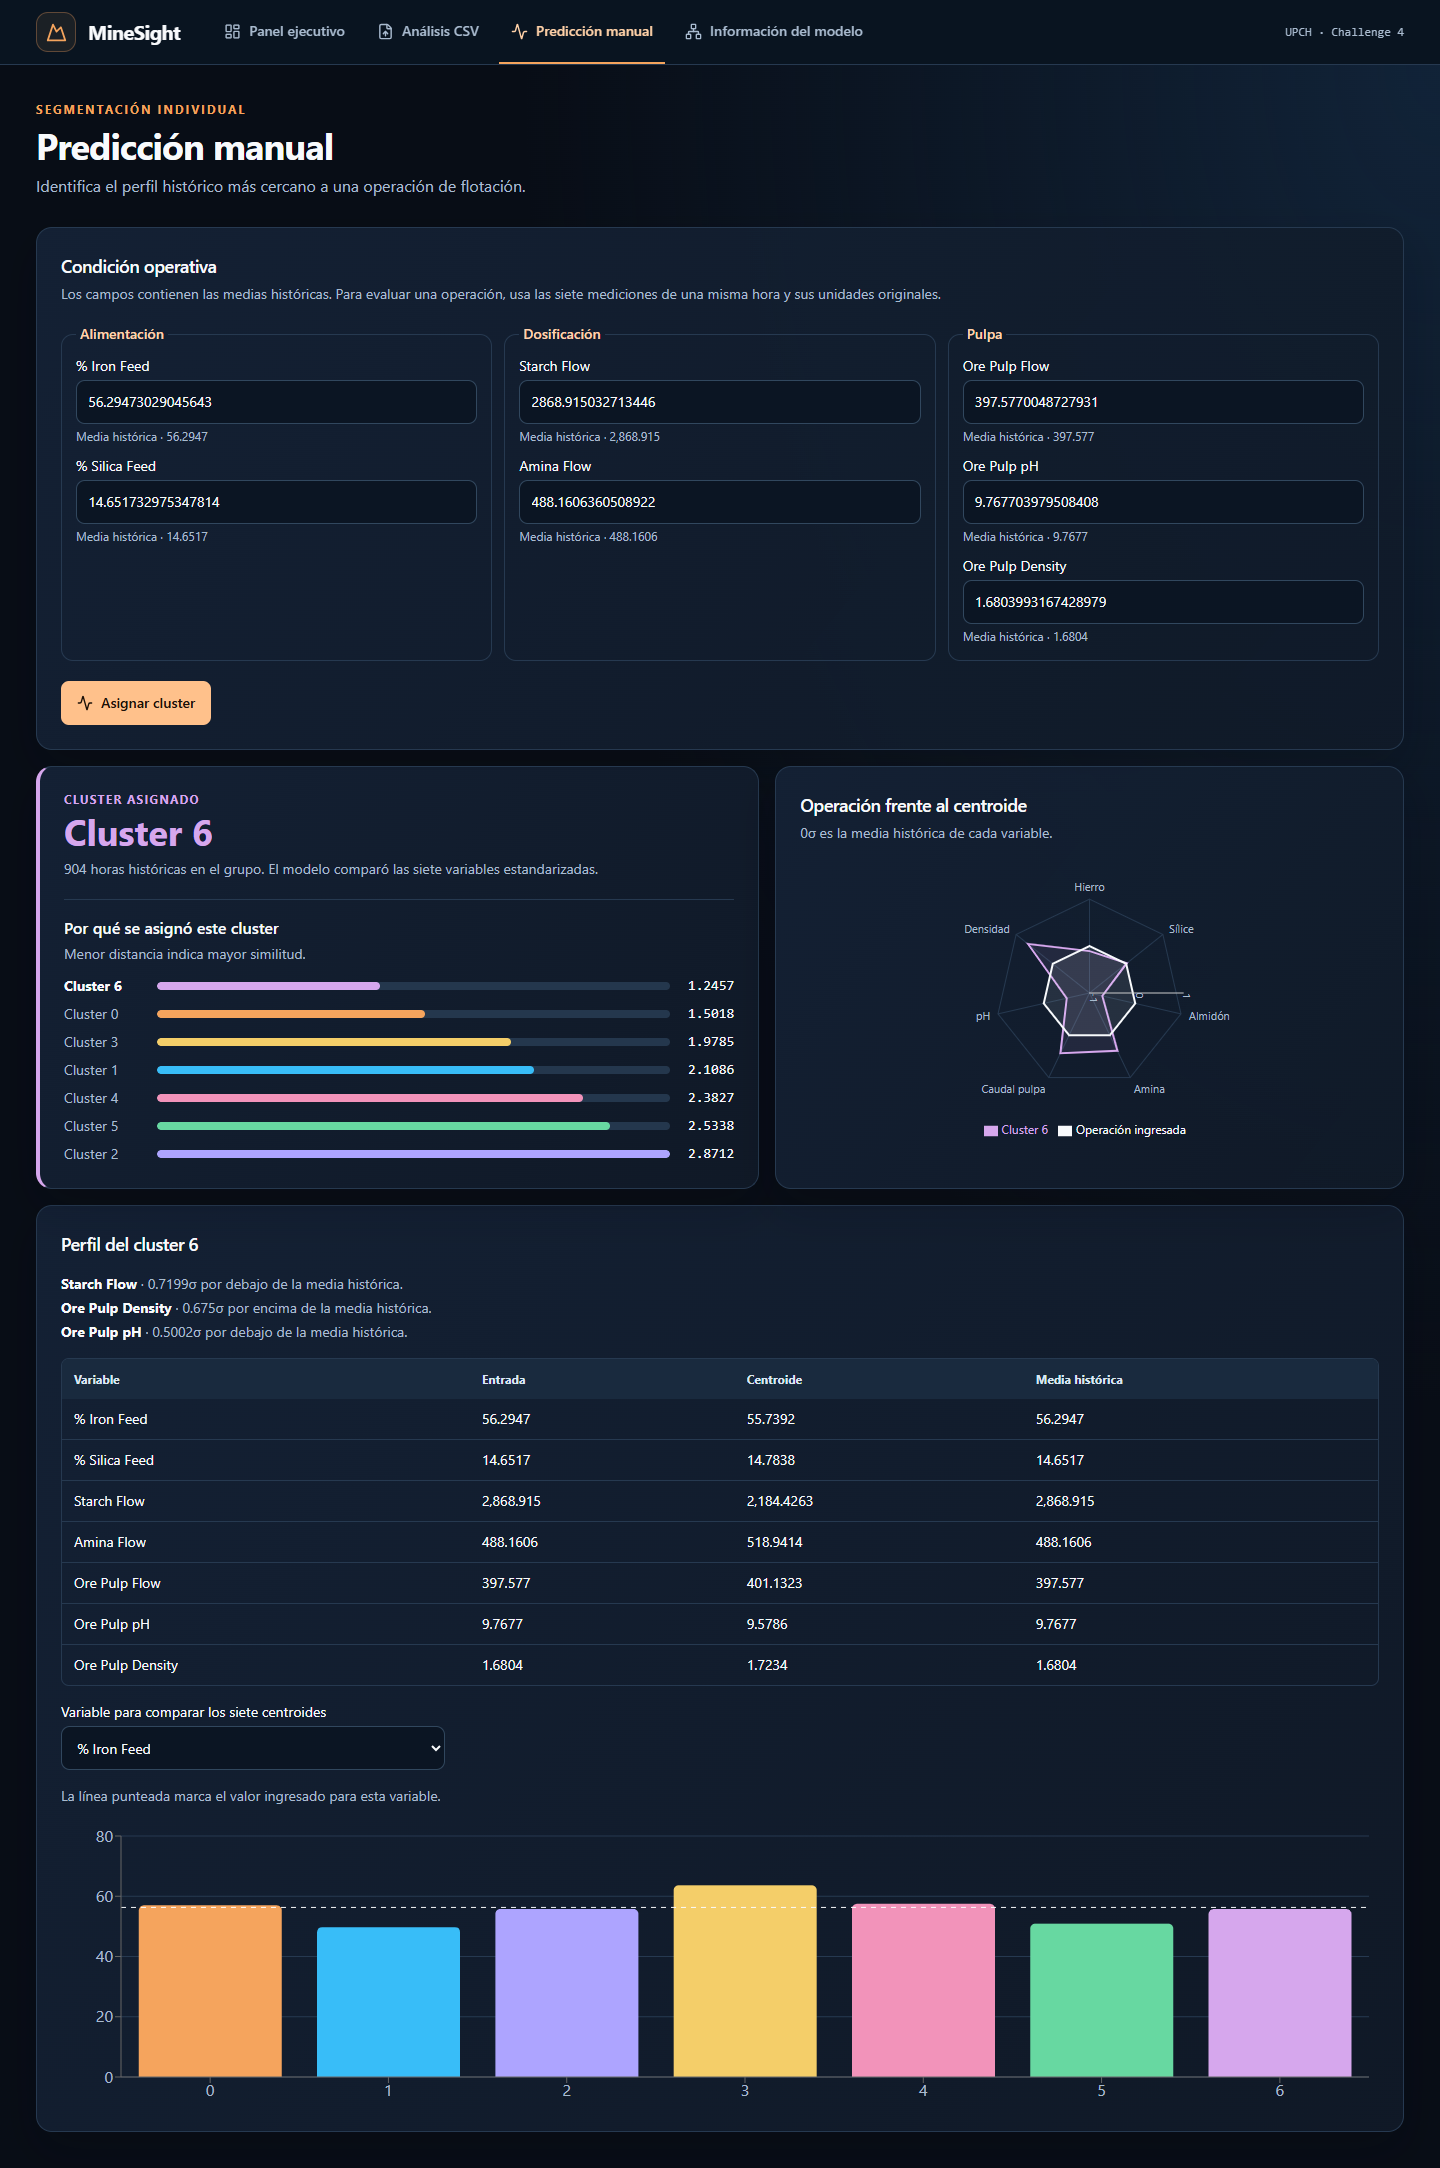 MineSight
Panel ejecutivo
Análisis CSV
Predicción manual
Información del modelo
UPCH · Challenge 4
SEGMENTACIÓN INDIVIDUAL
Predicción manual
Identifica el perfil histórico más cercano a una operación de flotación.
Condición operativa
Los campos contienen las medias históricas. Para evaluar una operación, usa las siete mediciones de una misma hora y sus unidades originales.
Alimentación
% Iron Feed
56.29473029045643
Media histórica · 56.2947
% Silica Feed
14.651732975347814
Media histórica · 14.6517
Dosificación
Starch Flow
2868.915032713446
Media histórica · 2,868.915
Amina Flow
488.1606360508922
Media histórica · 488.1606
Pulpa
Ore Pulp Flow
397.5770048727931
Media histórica · 397.577
Ore Pulp pH
9.767703979508408
Media histórica · 9.7677
Ore Pulp Density
1.6803993167428979
Media histórica · 1.6804
Asignar cluster
CLUSTER ASIGNADO
Cluster 6
904 horas históricas en el grupo. El modelo comparó las siete variables estandarizadas.
Por qué se asignó este cluster
Menor distancia indica mayor similitud.
Cluster 6 1.2457
Cluster 0 1.5018
Cluster 3 1.9785
Cluster 1 2.1086
Cluster 4 2.3827
Cluster 5 2.5338
Cluster 2 2.8712
Operación frente al centroide
0σ es la media histórica de cada variable.
Hierro
Sílice
Almidón
Amina
Caudal pulpa
pH
Densidad
-1
0
1
Cluster 6
Operación ingresada
Perfil del cluster 6
Starch Flow · 0.7199σ por debajo de la media histórica.
Ore Pulp Density · 0.675σ por encima de la media histórica.
Ore Pulp pH · 0.5002σ por debajo de la media histórica.
Variable Entrada Centroide Media histórica
% Iron Feed 56.2947 55.7392 56.2947
% Silica Feed 14.6517 14.7838 14.6517
Starch Flow 2,868.915 2,184.4263 2,868.915
Amina Flow 488.1606 518.9414 488.1606
Ore Pulp Flow 397.577 401.1323 397.577
Ore Pulp pH 9.7677 9.5786 9.7677
Ore Pulp Density 1.6804 1.7234 1.6804
Variable para comparar los siete centroides
% Iron Feed
La línea punteada marca el valor ingresado para esta variable.
80
60
40
20
0
0 1 2 3 4 5 6